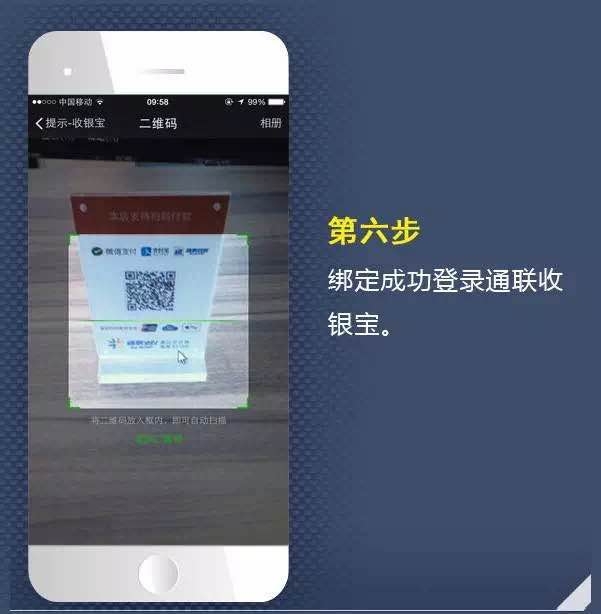 中国移动
09:58
99%
提示-收银宝
二维码
相册
本店支持扫码付款
微信支付
支付宝
将二维码放入框内，即可自动扫描
第六步
绑定成功登录通联收
银宝。